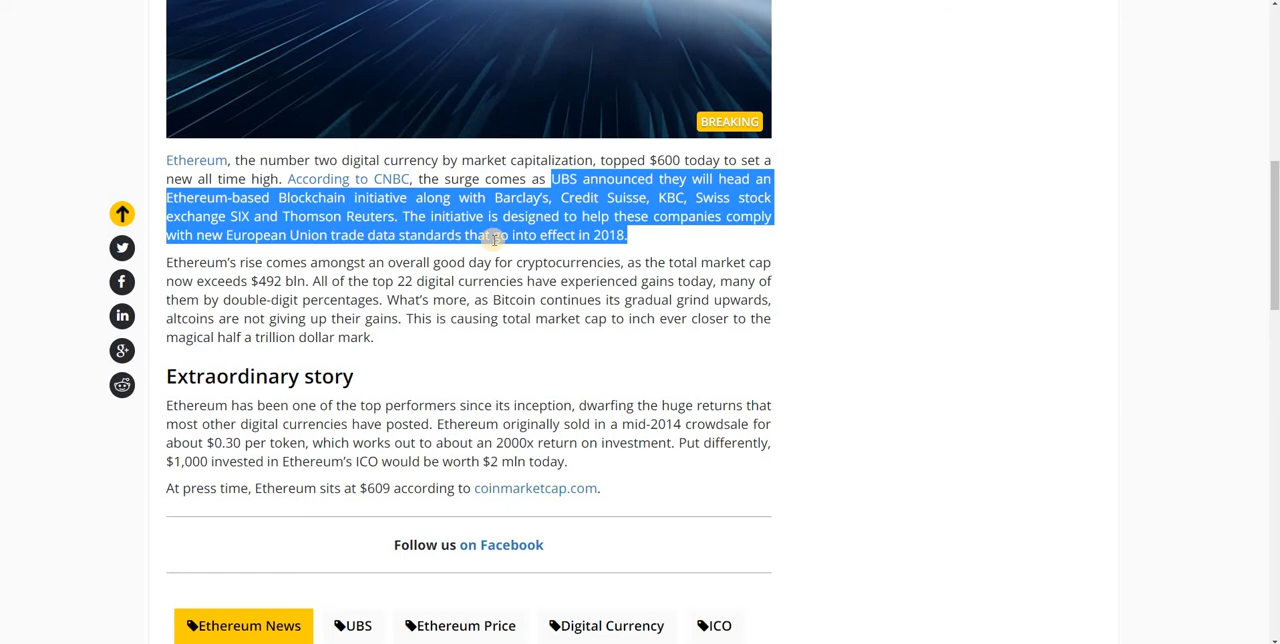 BREAKING
Ethereum, the number two digital currency by market capitalization, topped $600 today to set a
new all time high. According to CNBC, the surge comes as UBS announced they will head an
Ethereum-based Blockchain initiative along with Barclay's, Credit Suisse, KBC, Swiss stock
exchange SIX and Thomson Reuters. The initiative is designed to help these companies comply
with new European Union trade data standards that go into effect in 2018.
Ethereum's rise comes amongst an overall good day for cryptocurrencies, as the total market cap
now exceeds $492 bln. All of the top 22 digital currencies have experienced gains today, many of
them by double-digit percentages. What's more, as Bitcoin continues its gradual grind upwards,
altcoins are not giving up their gains. This is causing total market cap to inch ever closer to the
magical half a trillion dollar mark.
Extraordinary story
Ethereum has been one of the top performers since its inception, dwarfing the huge returns that
most other digital currencies have posted. Ethereum originally sold in a mid-2014 crowdsale for
about $0.30 per token, which works out to about an 2000x return on investment. Put differently,
$1,000 invested in Ethereum's ICO would be worth $2 mln today.
At press time, Ethereum sits at $609 according to coinmarketcap.com.
Follow us on Facebook
Ethereum News UBS Ethereum Price Digital Currency ICO